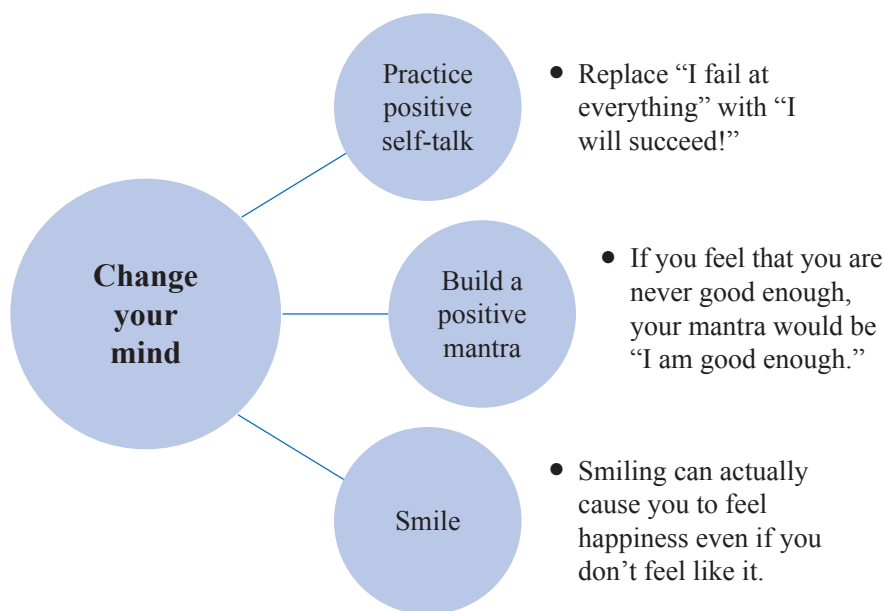 Practice
positive
self-talk
• Replace “I fail at
everything” with “I
will succeed!”
Change
your
mind
Build a
positive
mantra
• If you feel that you are
never good enough,
your mantra would be
“I am good enough.”
Smile
• Smiling can actually
cause you to feel
happiness even if you
don’t feel like it.